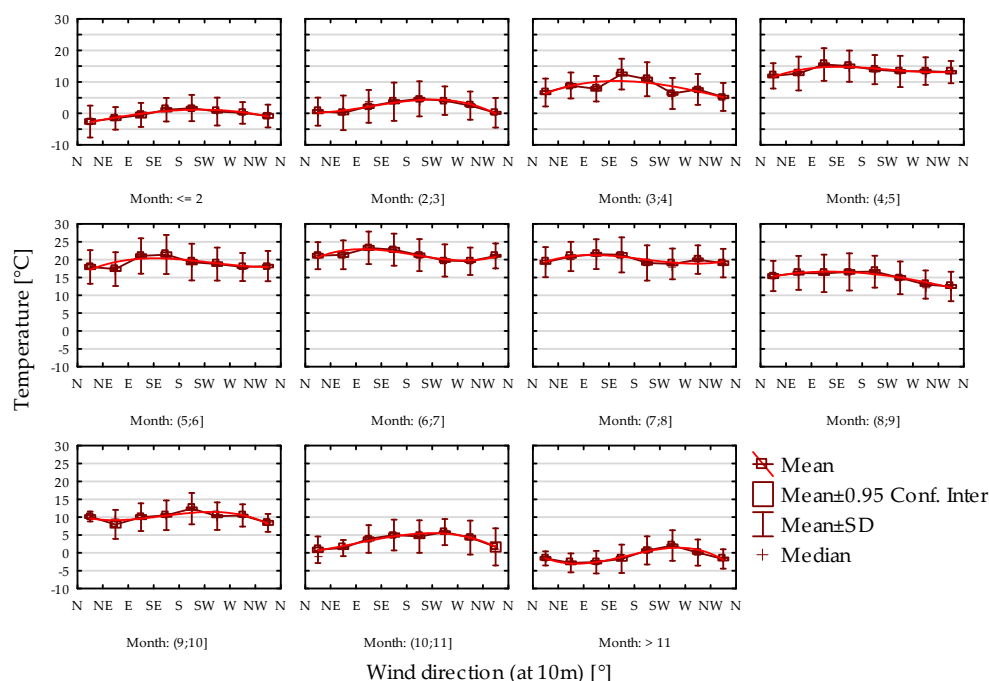 30
20
10
0
-10
N NE E SE S SW W NW N
N NE E SE S SW W NW N
N NE E SE S SW W NW N
N NE E SE S SW W NW N
Month: <= 2
Month: (2;3]
Month: (3;4]
Month: (4;5]
Temperature [°C]
30
25
20
15
10
5
0
-5
-10
N NE E SE S SW W NW N
N NE E SE S SW W NW N
N NE E SE S SW W NW N
N NE E SE S SW W NW N
Month: (5;6]
Month: (6;7]
Month: (7;8]
Month: (8;9]
30
25
20
15
10
5
0
-5
-10
N NE E SE S SW W NW N
N NE E SE S SW W NW N
N NE E SE S SW W NW N
Month: (9;10]
Month: (10;11]
Month: > 11
Mean
Mean±0.95 Conf. Inter
Mean±SD
Median
Wind direction (at 10m) [°]